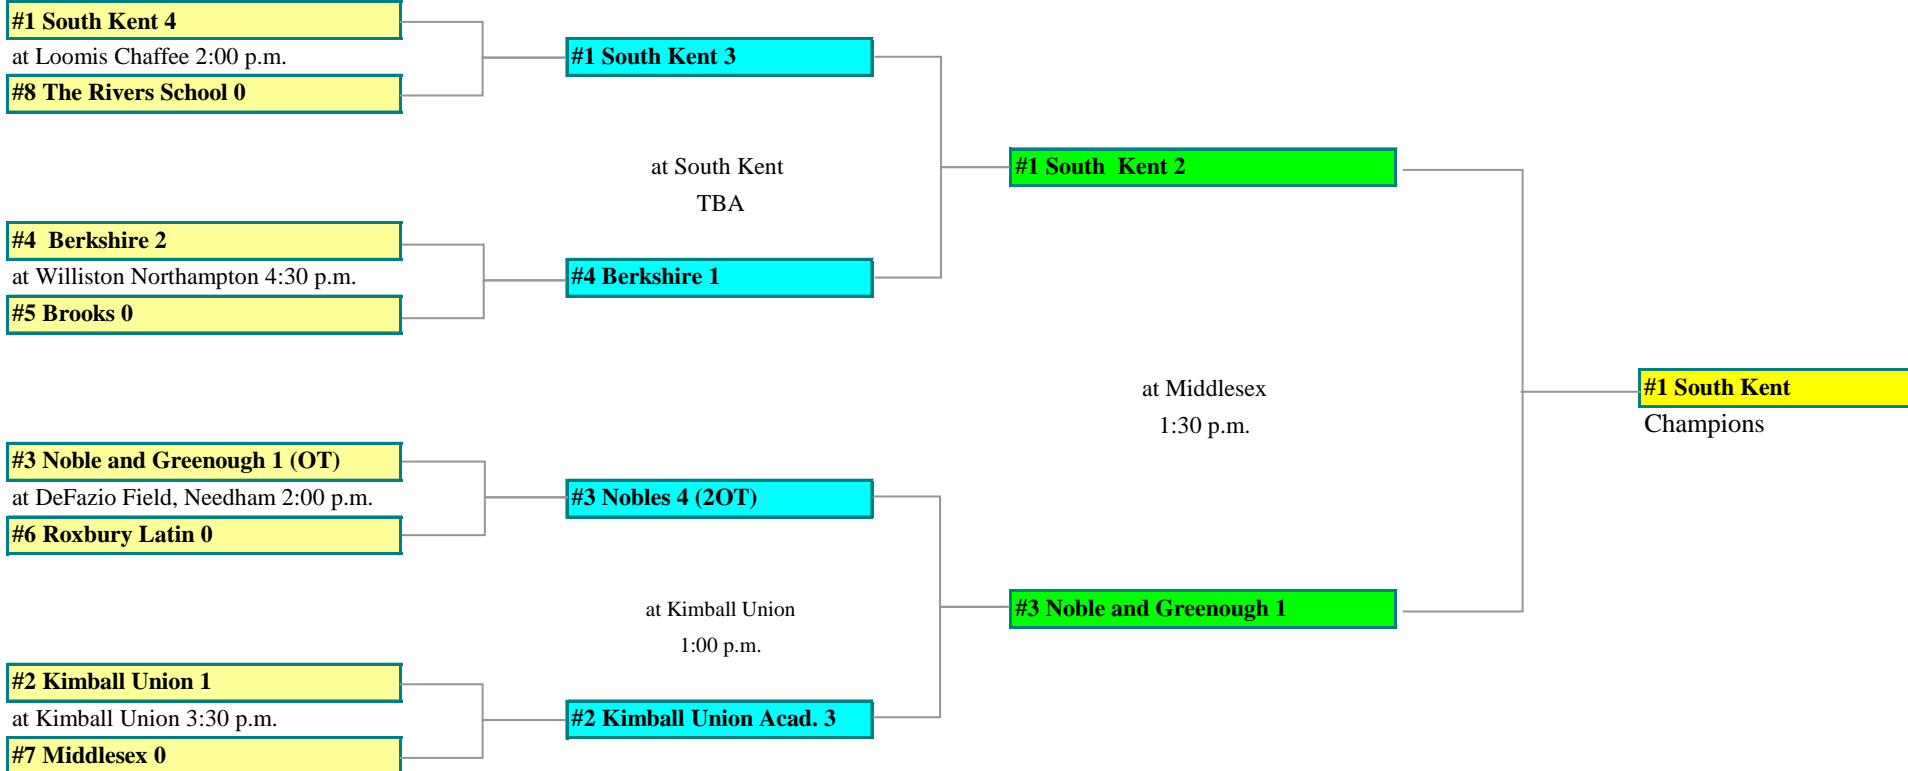 #1 South Kent 4
at Loomis Chaffee 2:00 p.m.
#8 The Rivers School 0
#4  Berkshire 2
at Williston Northampton 4:30 p.m.
#5 Brooks 0
#3 Noble and Greenough 1 (OT)
at DeFazio Field, Needham 2:00 p.m.
#6 Roxbury Latin 0
#2 Kimball Union 1
at Kimball Union 3:30 p.m.
#7 Middlesex 0
#1 South Kent 3
at South Kent
TBA
#4 Berkshire 1
#3 Nobles 4 (2OT)
at Kimball Union
1:00 p.m.
#2 Kimball Union Acad. 3
#1 South  Kent 2
at Middlesex
1:30 p.m.
#3 Noble and Greenough 1
#1 South Kent
Champions